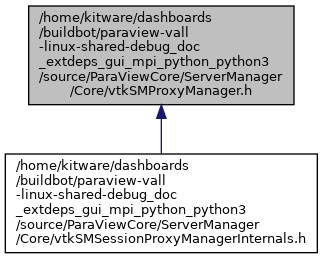 /home/kitware/dashboards
/buildbot/paraview-vall
-linux-shared-debug_doc
_extdeps_gui_mpi_python_python3
/source/ParaViewCore/ServerManager
/Core/vtkSMProxyManager.h
/home/kitware/dashboards
/buildbot/paraview-vall
-linux-shared-debug_doc
_extdeps_gui_mpi_python_python3
/source/ParaViewCore/ServerManager
/Core/vtkSMSessionProxyManagerInternals.h